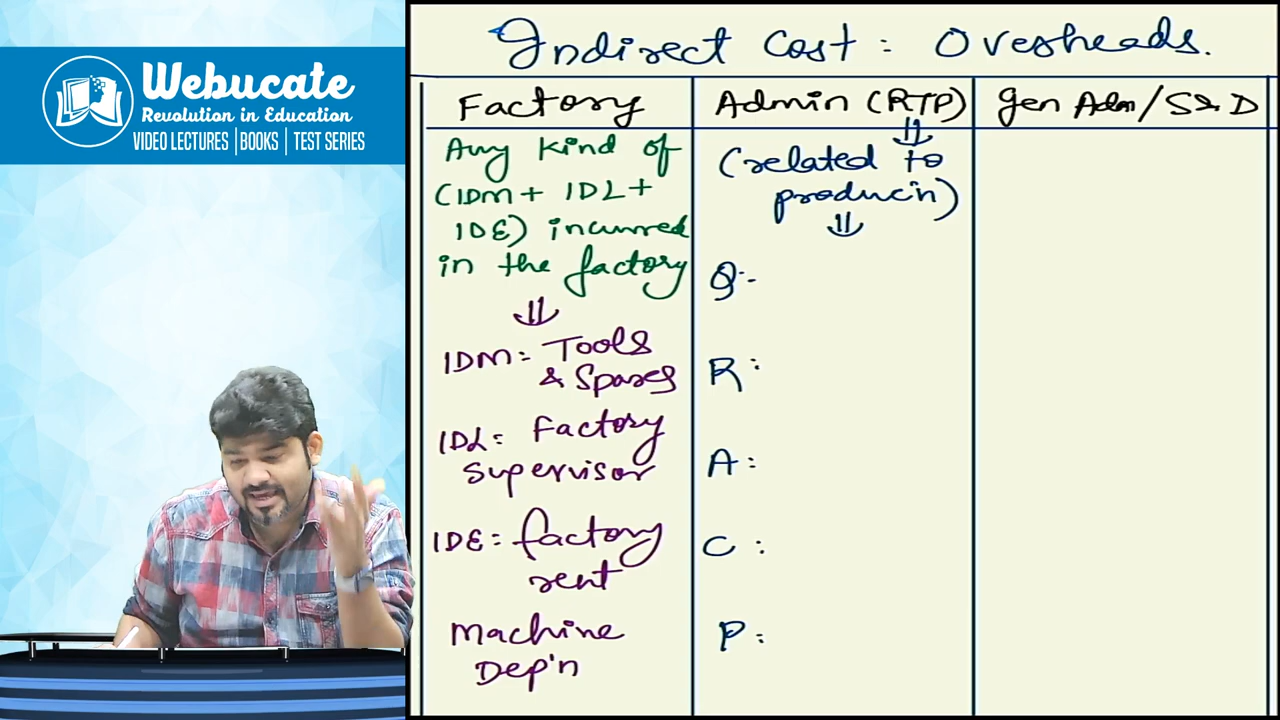 Webucate
Revolution in Education
VIDEO LECTURES | BOOKS | TEST SERIES
Indirect Cost : Overheads.
Factory
Admin (RTP)
Gen Adm / S & D
Any kind of
(IDM + IDL +
IDE) incurred
in the factory
⇓
IDM = Tools
& Spares
IDL = Factory
Supervisor
IDE = factory
rent
Machine
Dep'n
⇓
(related to
produc'n)
⇓
Q:-
R:
A:
C:
P: